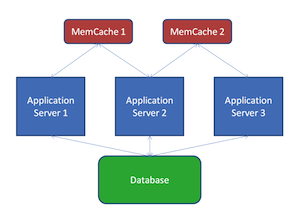 MemCache 1
MemCache 2
Application
Server 1
Application
Server 2
Application
Server 3
Database